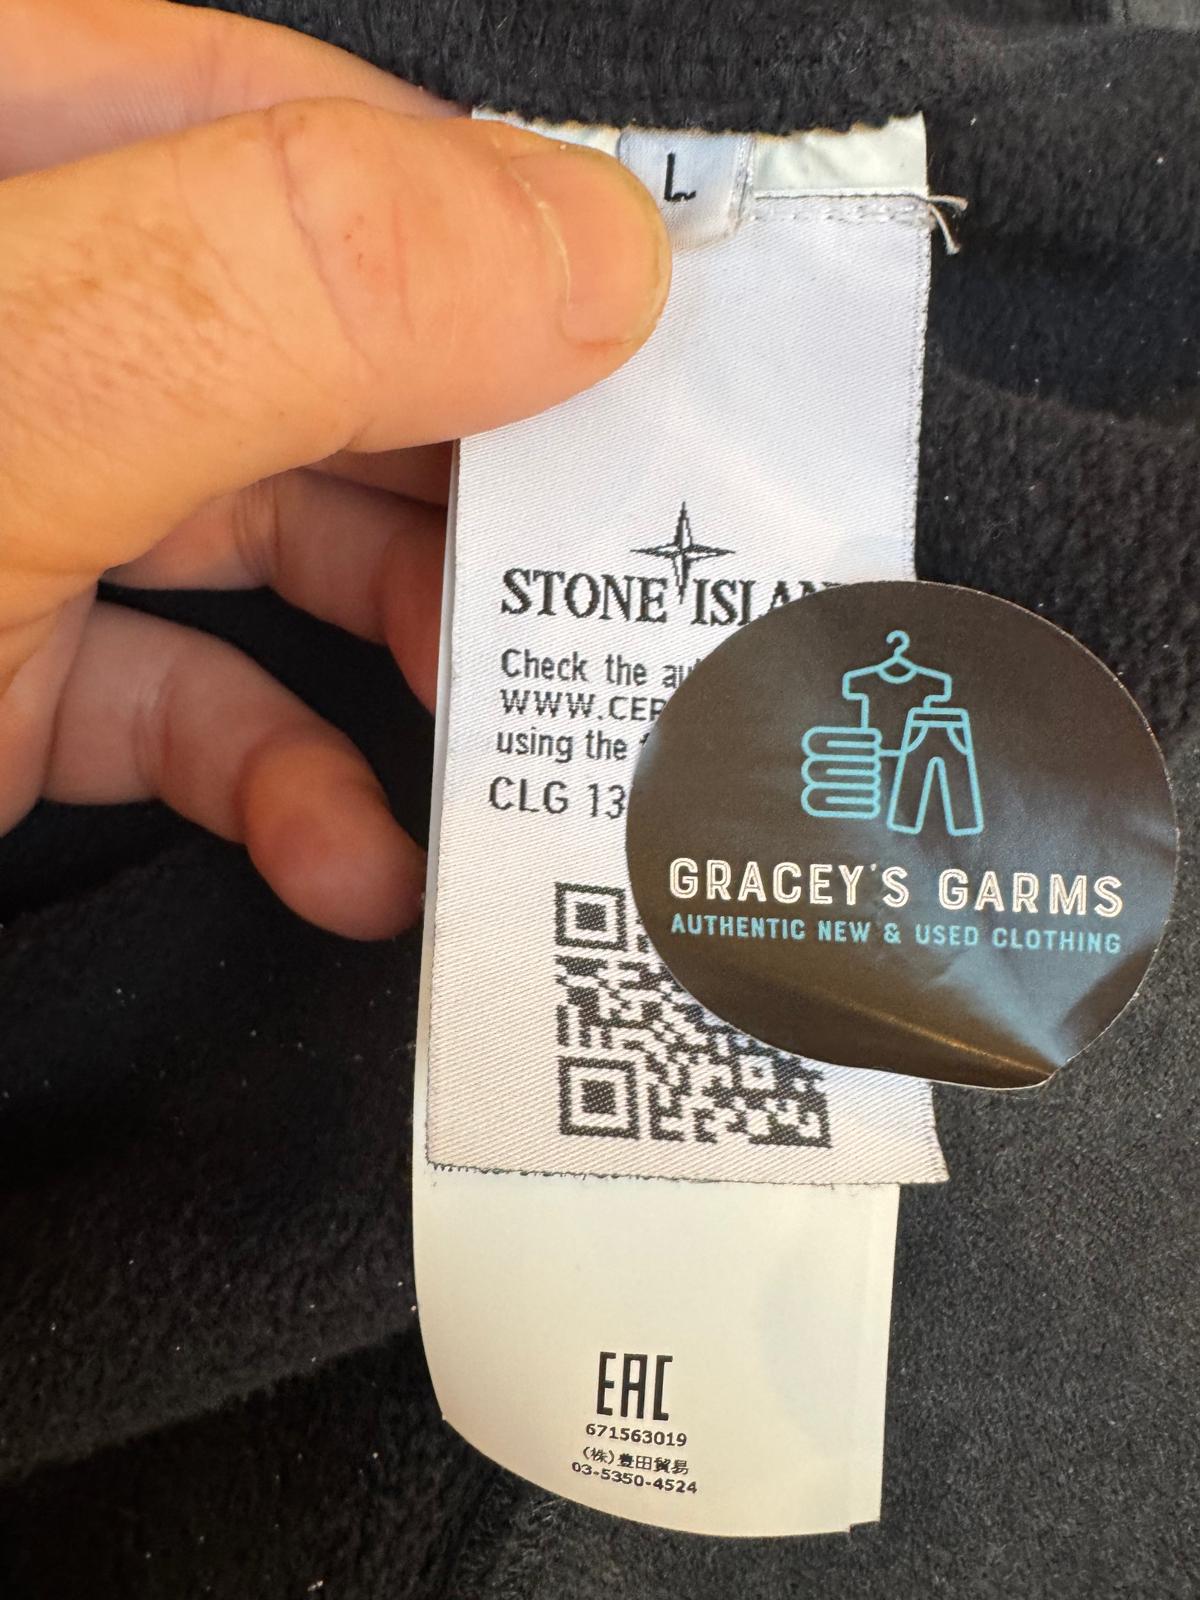 L
STONE ISLAN
Check the au
WWW.CER
using the
CLG 13
GRACEY'S GARMS
AUTHENTIC NEW & USED CLOTHING
EAC
671563019
(株)豊田貿易
03-5350-4524